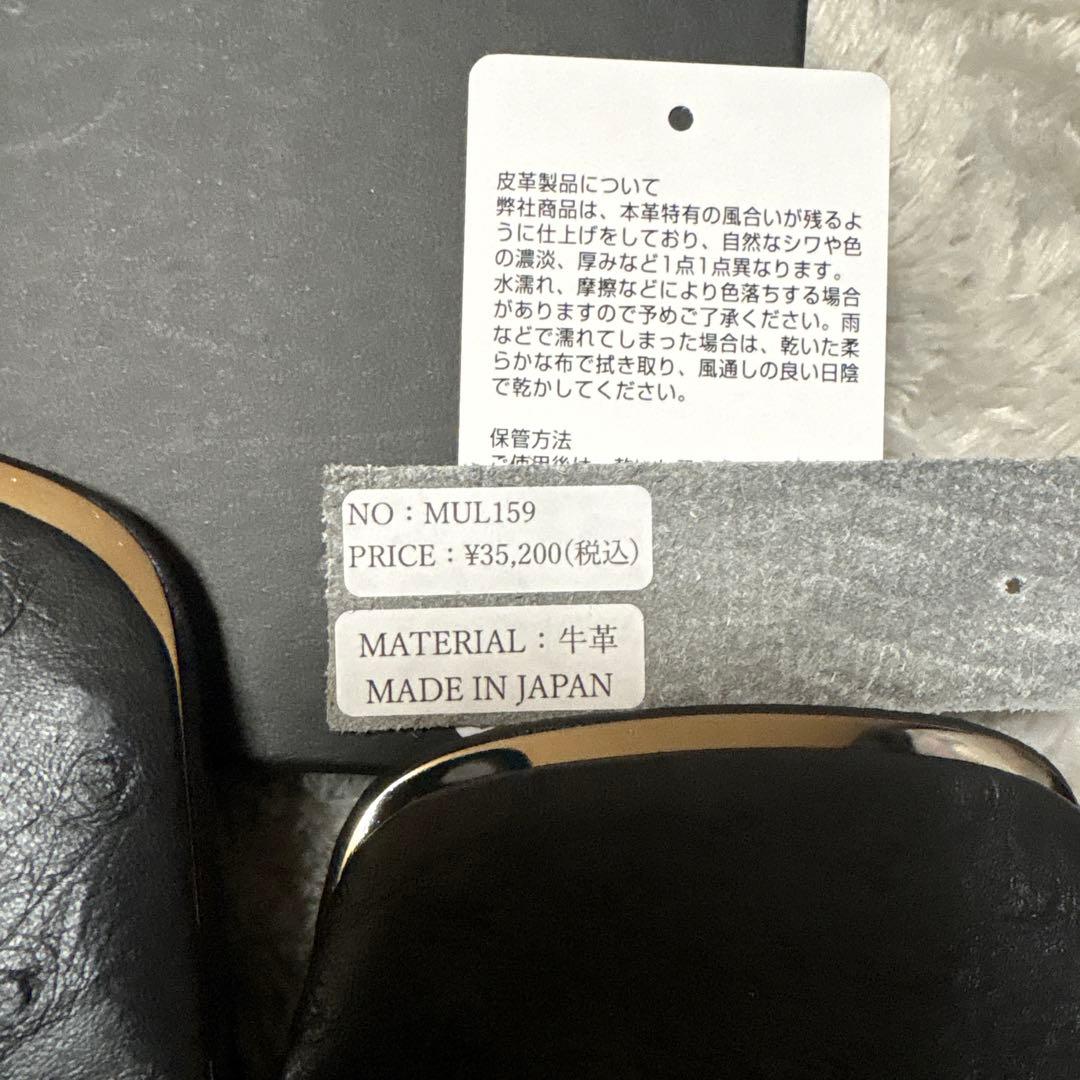 皮革製品について
弊社商品は、本革特有の風合いが残るよ
うに仕上げをしており、自然なシワや色
の濃淡、厚みなど1点1点異なります。
水濡れ、摩擦などにより色落ちする場合
がありますので予めご了承ください。雨
などで濡れてしまった場合は、乾いた柔
らかな布で拭き取り、風通しの良い日陰
で乾かしてください。
保管方法
ご使用後は、
NO：MUL159
PRICE：¥35,200(税込)
MATERIAL：牛革
MADE IN JAPAN